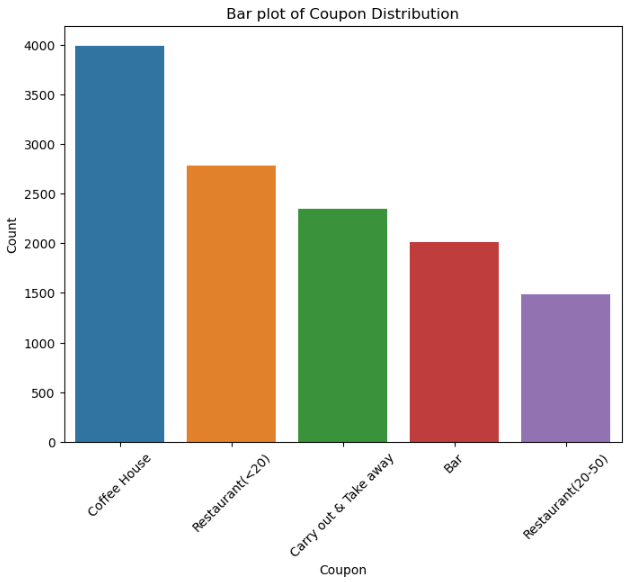 Bar plot of Coupon Distribution
4000
3500
3000
2500
2000
1500
1000
500
0
Count
Coffee House
Restaurant(<20)
Carry out & Take away
Bar
Restaurant(20-50)
Coupon